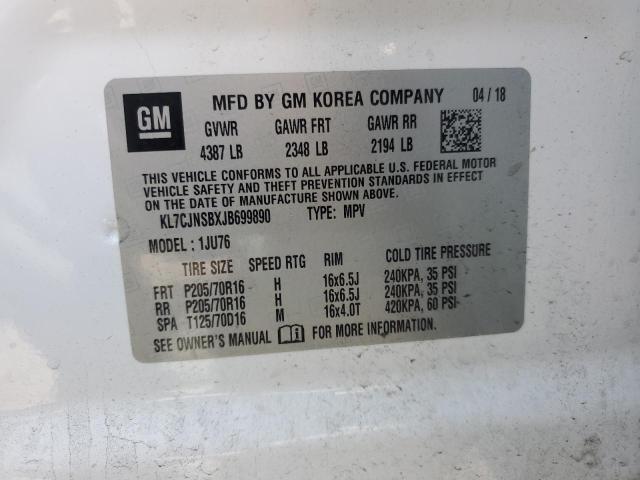 GM
MFD BY GM KOREA COMPANY 04 / 18
GVWR GAWR FRT GAWR RR
4387 LB 2348 LB 2194 LB
THIS VEHICLE CONFORMS TO ALL APPLICABLE U.S. FEDERAL MOTOR
VEHICLE SAFETY AND THEFT PREVENTION STANDARDS IN EFFECT
ON THE DATE OF MANUFACTURE SHOWN ABOVE.
KL7CJNSBXJB699890 TYPE: MPV
MODEL: 1JU76
TIRE SIZE SPEED RTG RIM COLD TIRE PRESSURE
FRT P205/70R16 H 16x6.5J 240KPA, 35 PSI
RR P205/70R16 H 16x6.5J 240KPA, 35 PSI
SPA T125/70D16 M 16x4.0T 420KPA, 60 PSI
SEE OWNER'S MANUAL FOR MORE INFORMATION.